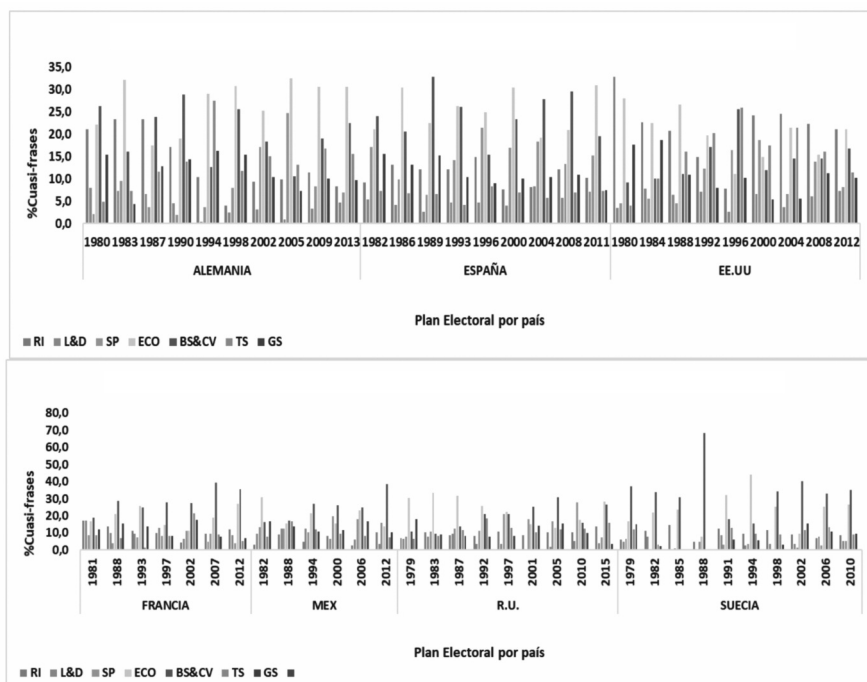 %Cuasi-frases
35,0
30,0
25,0
20,0
15,0
10,0
5,0
0,0
1980 1983 1987 1990 1994 1998 2002 2005 2009 2013 1982 1986 1989 1993 1996 2000 2004 2008 2011 1980 1984 1988 1992 1996 2000 2004 2008 2012
ALEMANIA ESPAÑA EE.UU
Plan Electoral por país
RI L&D SP ECO BS&CV TS GS
%Cuasi-frases
80,0
70,0
60,0
50,0
40,0
30,0
20,0
10,0
0,0
1981 1988 1993 1997 2002 2007 2012 1982 1988 1994 2000 2006 2012 1979 1983 1987 1992 1997 2001 2005 2010 2015 1979 1982 1985 1988 1991 1994 1998 2002 2006 2010
FRANCIA MEX R.U. SUECIA
Plan Electoral por país
RI L&D SP ECO BS&CV TS GS